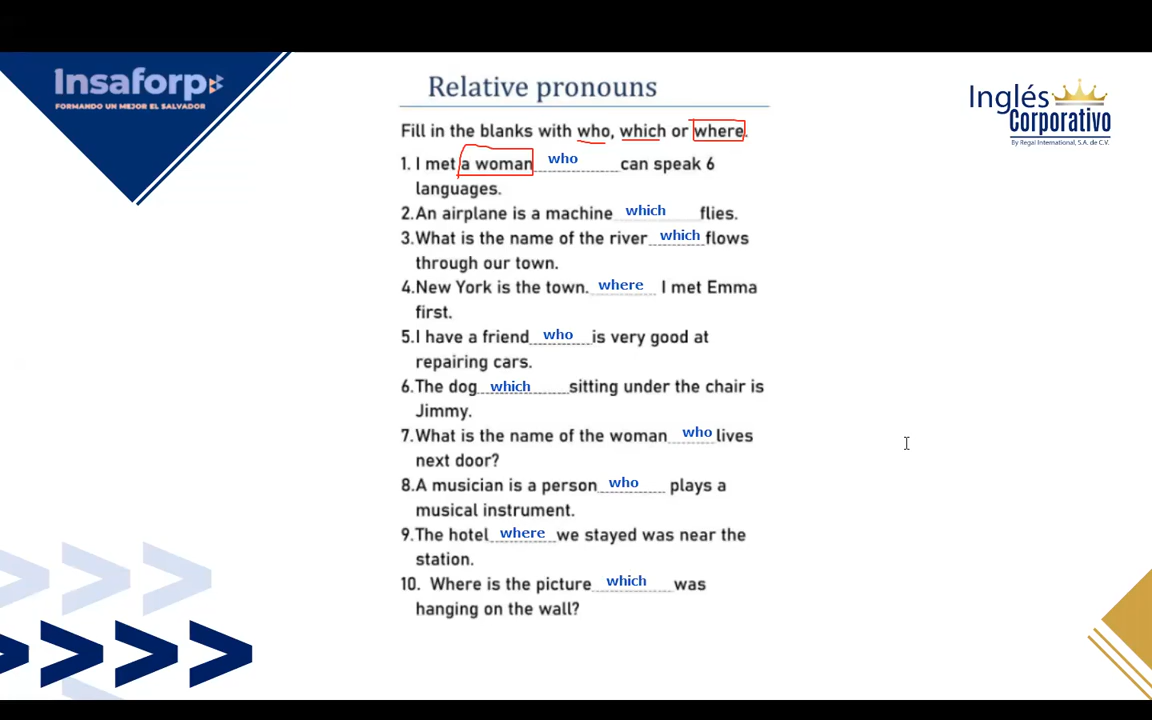 Insaforp
FORMANDO UN MEJOR EL SALVADOR
Inglés
Corporativo
By Regal International, S.A. de C.V.
Relative pronouns
Fill in the blanks with who, which or where.
1. I met a woman who can speak 6
languages.
2.An airplane is a machine which flies.
3.What is the name of the river which flows
through our town.
4.New York is the town. where I met Emma
first.
5.I have a friend who is very good at
repairing cars.
6.The dog which sitting under the chair is
Jimmy.
7.What is the name of the woman who lives
next door?
8.A musician is a person who plays a
musical instrument.
9.The hotel where we stayed was near the
station.
10. Where is the picture which was
hanging on the wall?